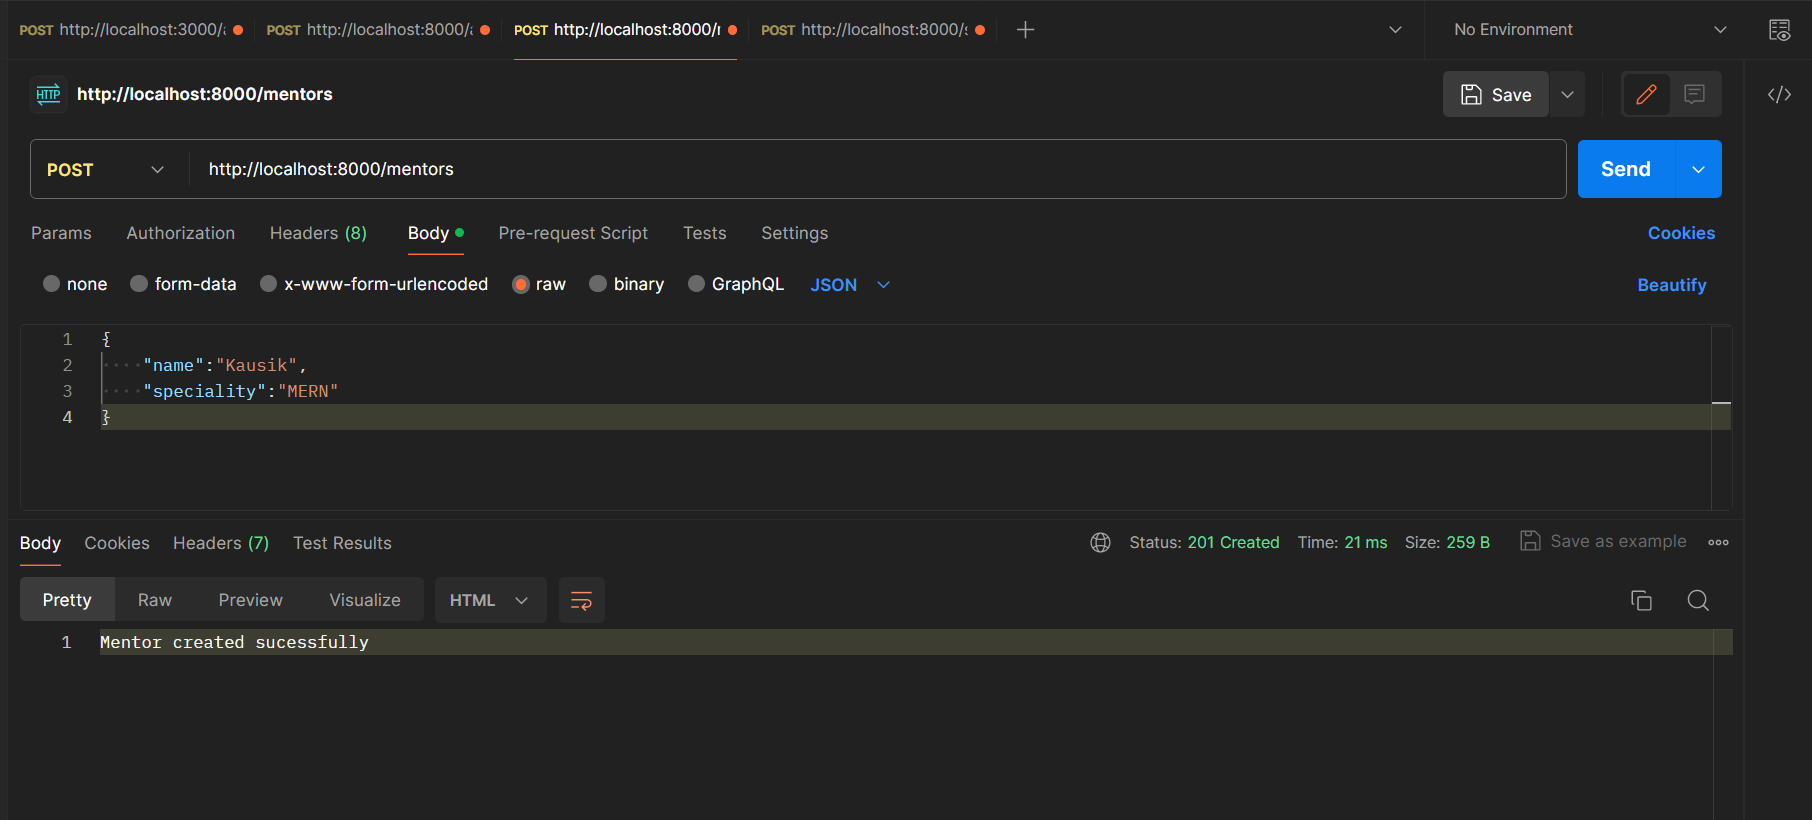 POST http://localhost:3000/ POST http://localhost:8000/ POST http://localhost:8000/ POST http://localhost:8000/ No Environment
HTTP http://localhost:8000/mentors Save </>
POST http://localhost:8000/mentors Send
Params Authorization Headers (8) Body Pre-request Script Tests Settings Cookies
none form-data x-www-form-urlencoded raw binary GraphQL JSON Beautify
1 {
2 ····"name":"Kausik",
3 ····"speciality":"MERN"
4 }
Body Cookies Headers (7) Test Results Status: 201 Created Time: 21 ms Size: 259 B Save as example
Pretty Raw Preview Visualize HTML
1 Mentor created sucessfully